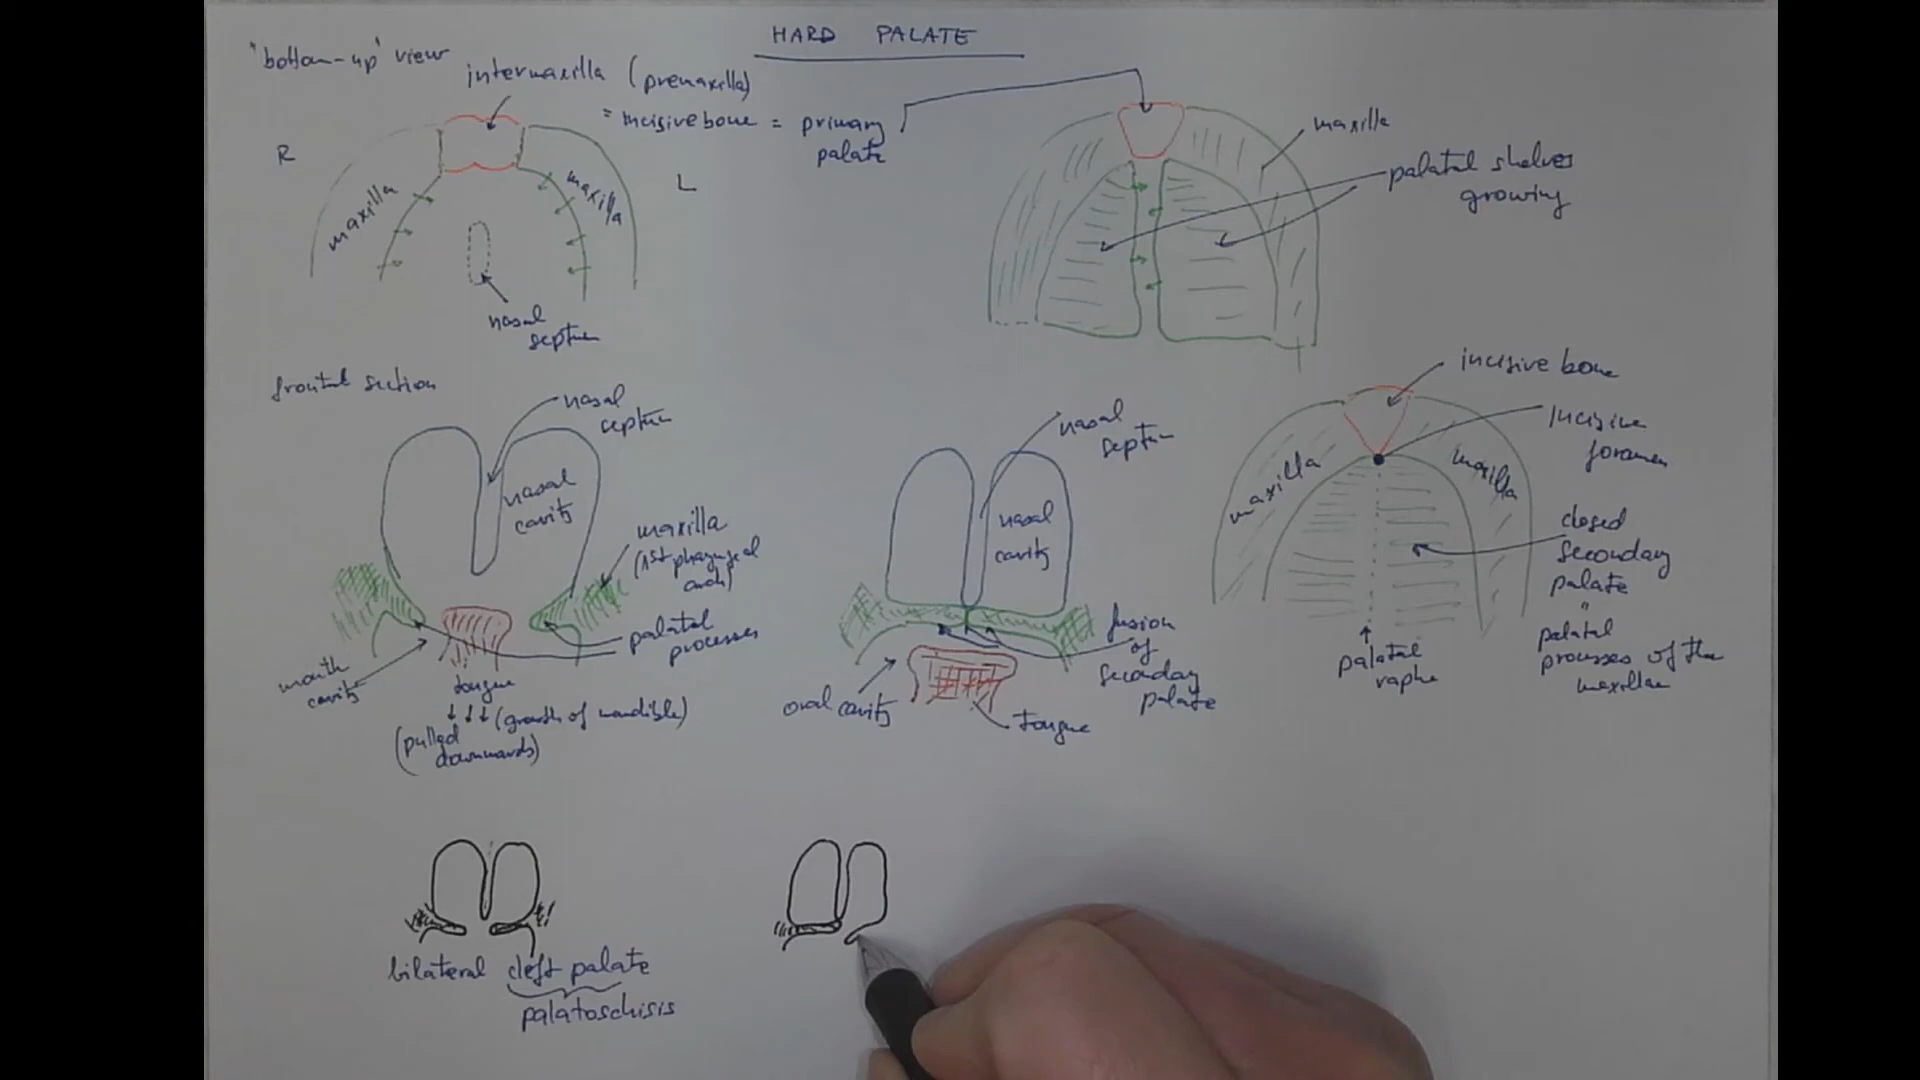 HARD PALATE
"bottom-up" view
intermaxilla (premaxilla)
= incisive bone = primary
palate
R
L
maxilla
maxilla
nasal
septum
maxilla
palatal shelves
growing
frontal section
nasal
septum
nasal
cavity
maxilla
(1st pharyngeal
arch)
palatal
processes
mouth
cavity
tongue
↓↓↓ (growth of mandible)
(pulled
downwards)
nasal
septum
nasal
cavity
fusion
of
secondary
palate
oral cavity
tongue
incisive bone
Incisive
foramen
maxilla
maxilla
closed
secondary
palate
"
palatal
processes of the
maxillae
palatal
raphe
bilateral cleft palate
palatoschisis